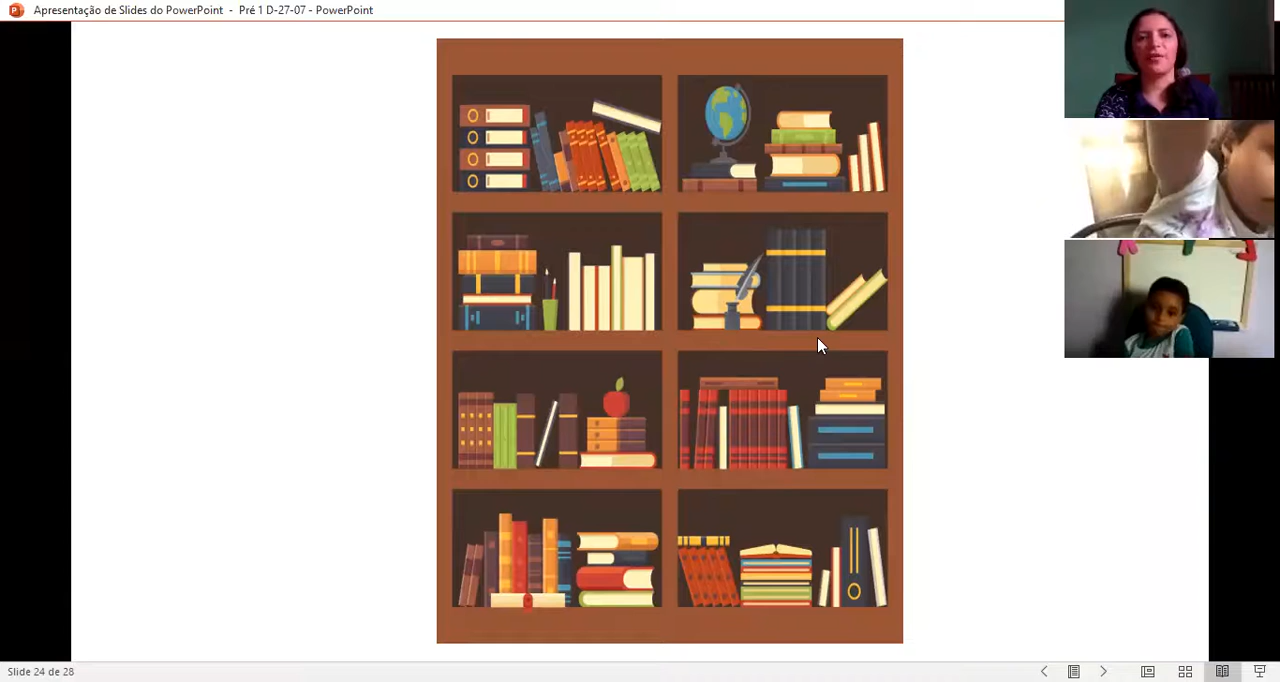 Apresentação de Slides do PowerPoint - Pré 1 D-27-07 - PowerPoint
Slide 24 de 28